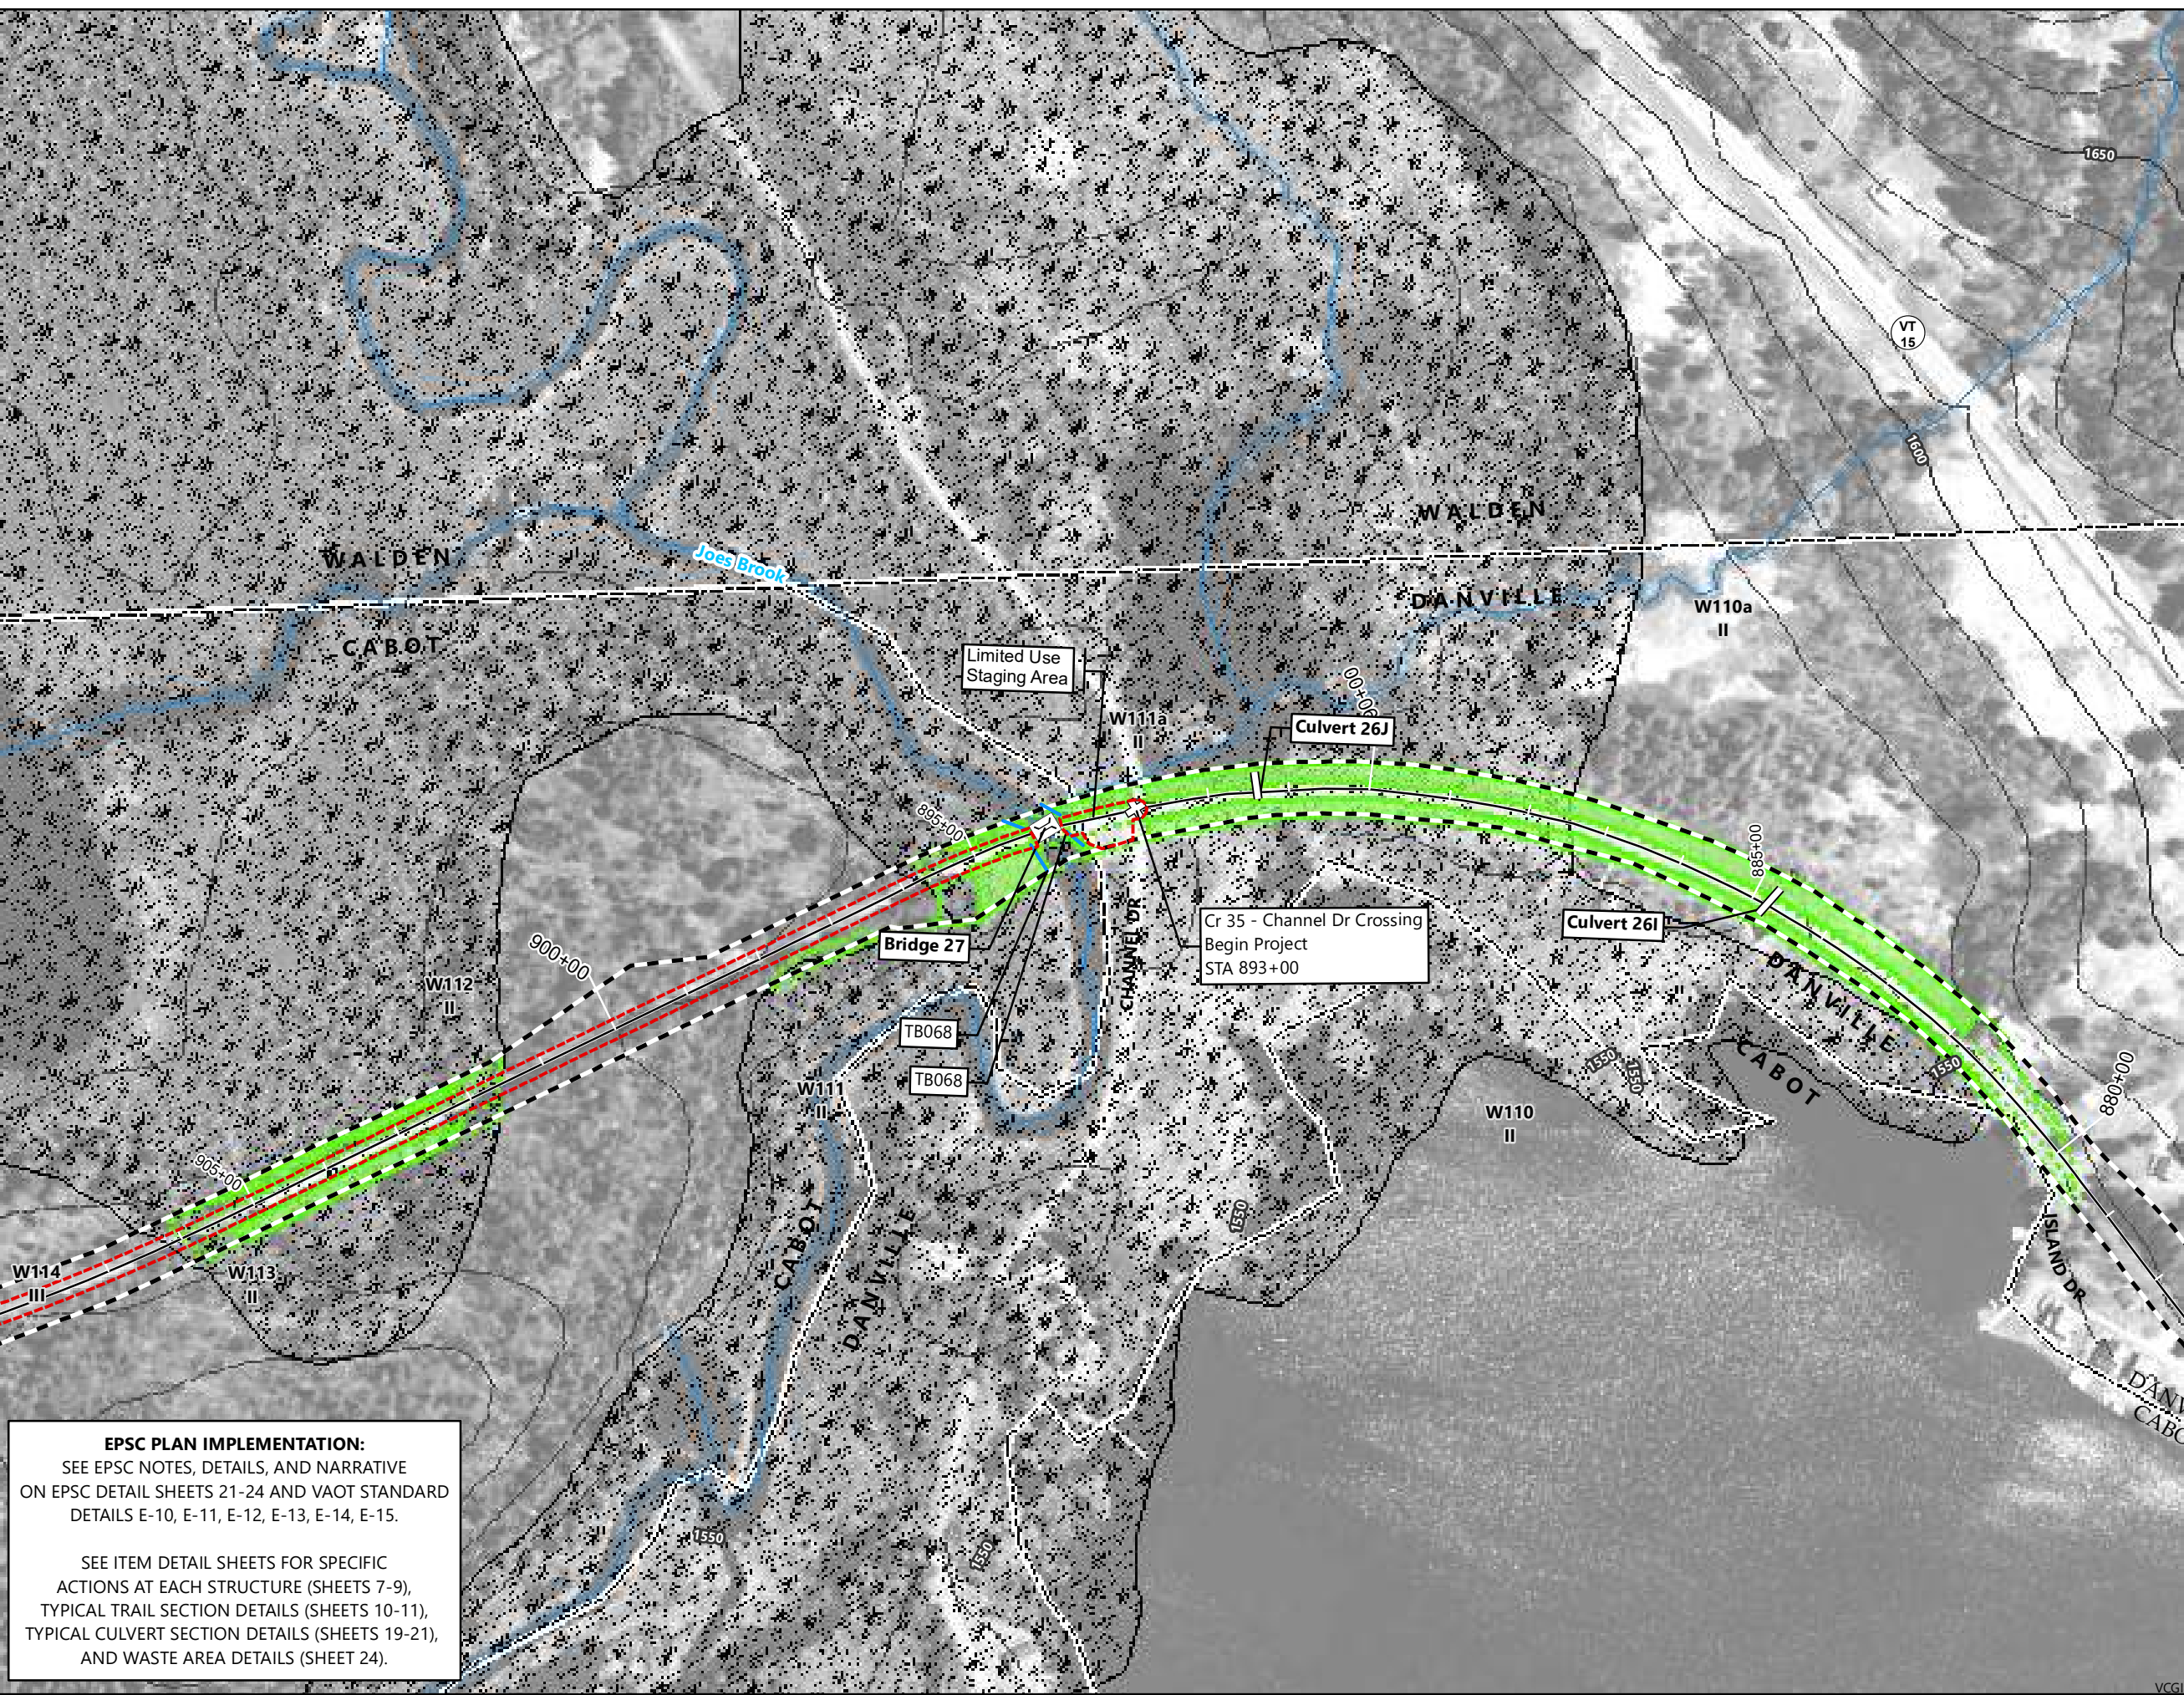 1650
VT
15
1600
WALDEN
WALDEN
Joes Brook
DANVILLE
W110a
II
CABOT
Limited Use
Staging Area
W111a
II
Culvert 26J
895+00
885+00
Bridge 27
CHANNEL DR
Cr 35 - Channel Dr Crossing
Begin Project
STA 893+00
Culvert 26I
900+00
W112
II
DANVILLE
TB068
CABOT
1550
1550
1550
TB068
W111
II
W110
II
880+00
905+00
CABOT
DANVILLE
1550
ISLAND DR
W114
III
W113
II
EPSC PLAN IMPLEMENTATION:
SEE EPSC NOTES, DETAILS, AND NARRATIVE
ON EPSC DETAIL SHEETS 21-24 AND VAOT STANDARD
DETAILS E-10, E-11, E-12, E-13, E-14, E-15.
SEE ITEM DETAIL SHEETS FOR SPECIFIC
ACTIONS AT EACH STRUCTURE (SHEETS 7-9),
TYPICAL TRAIL SECTION DETAILS (SHEETS 10-11),
TYPICAL CULVERT SECTION DETAILS (SHEETS 19-21),
AND WASTE AREA DETAILS (SHEET 24).
1550
1550